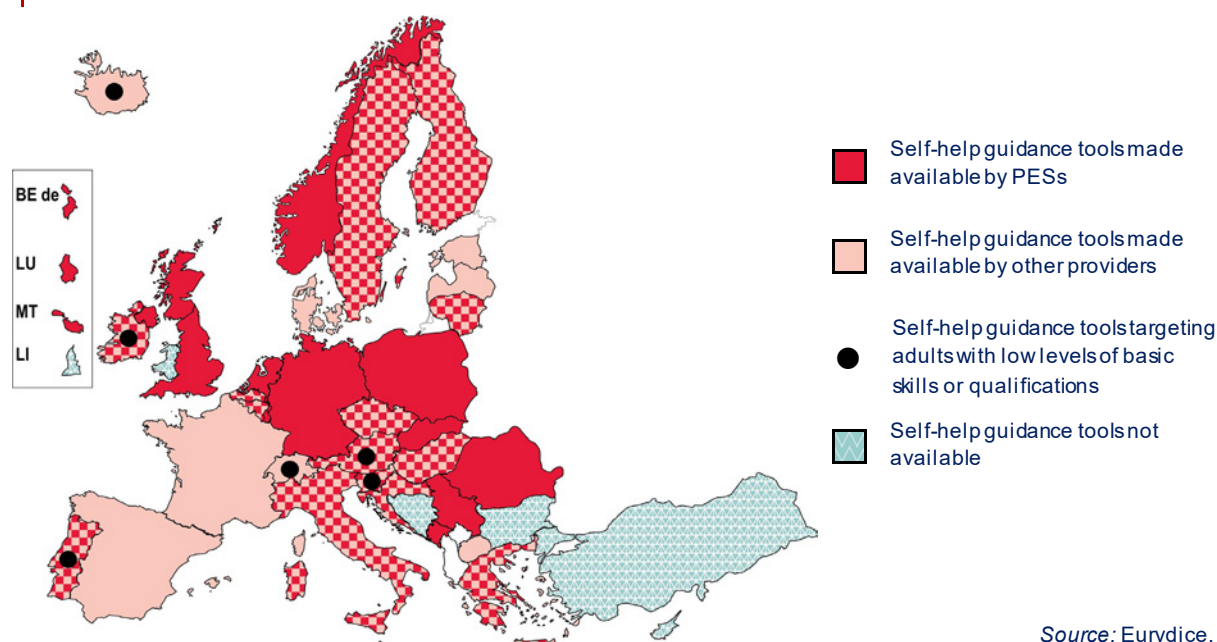 BE de
LU
MT
LI
Self-help guidance tools made
available by PESs
Self-help guidance tools made
available by other providers
Self-help guidance tools targeting
adults with low levels of basic
skills or qualifications
Self-help guidance tools not
available
Source: Eurydice.